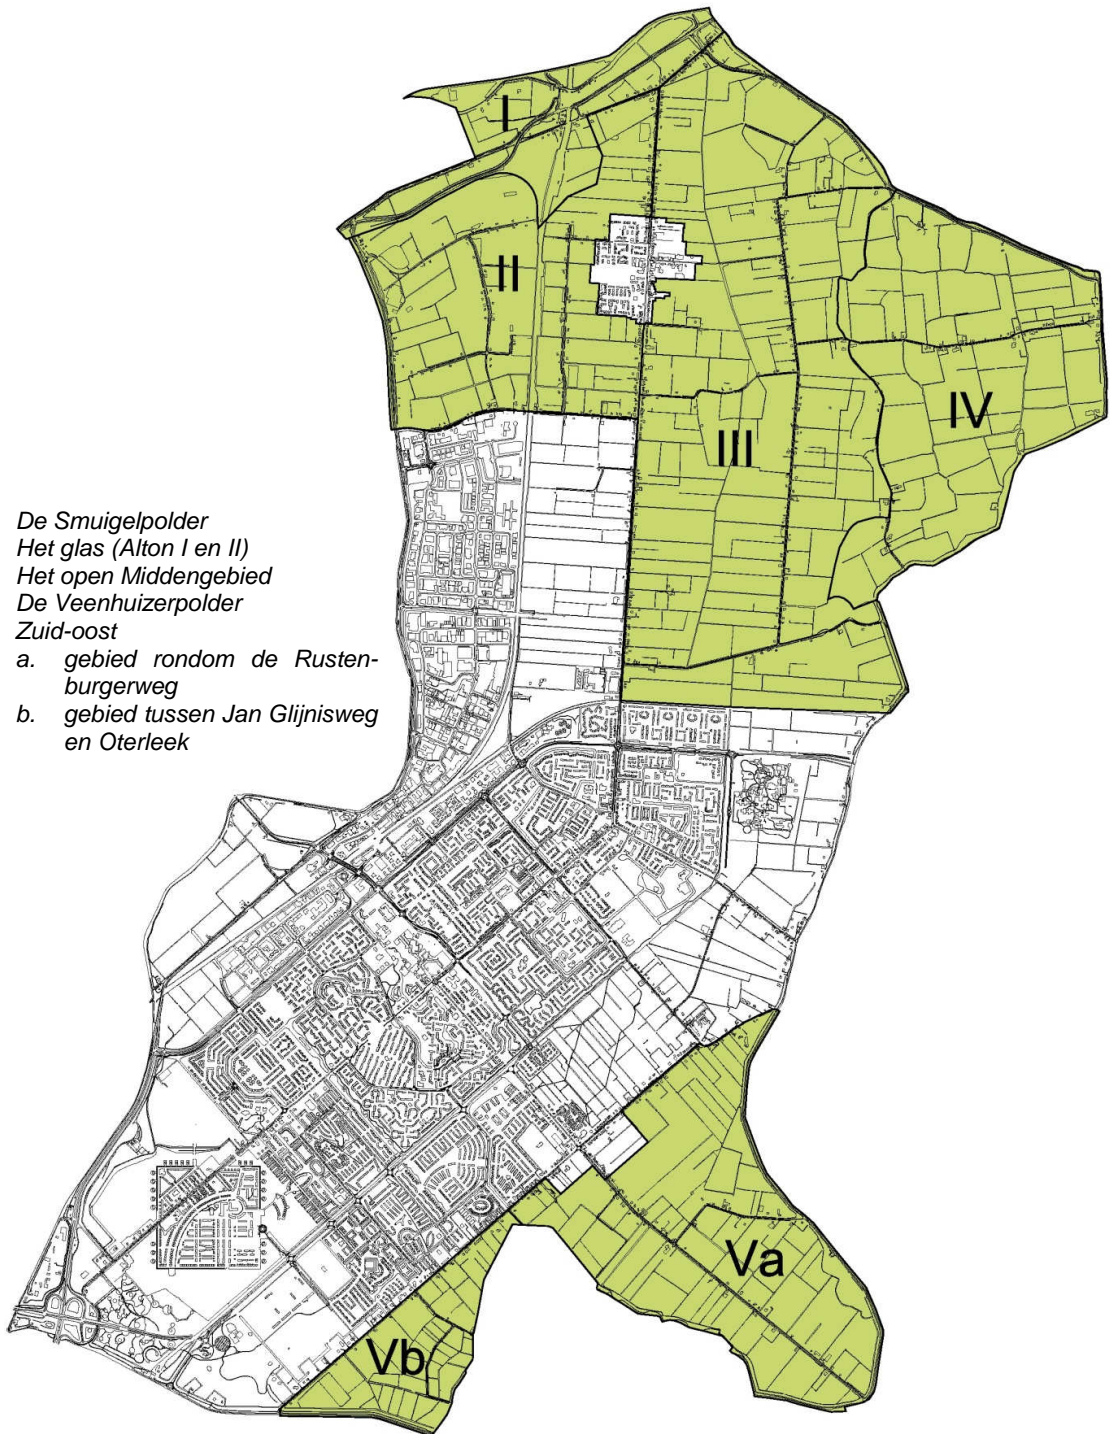 I
II
III
IV
De Smuigelpolder
Het glas (Alton I en II)
Het open Middengebied
De Veenhuizerpolder
Zuid-oost
a. gebied rondom de Rusten-
burgerweg
b. gebied tussen Jan Glijnisweg
en Oterleek
Va
Vb